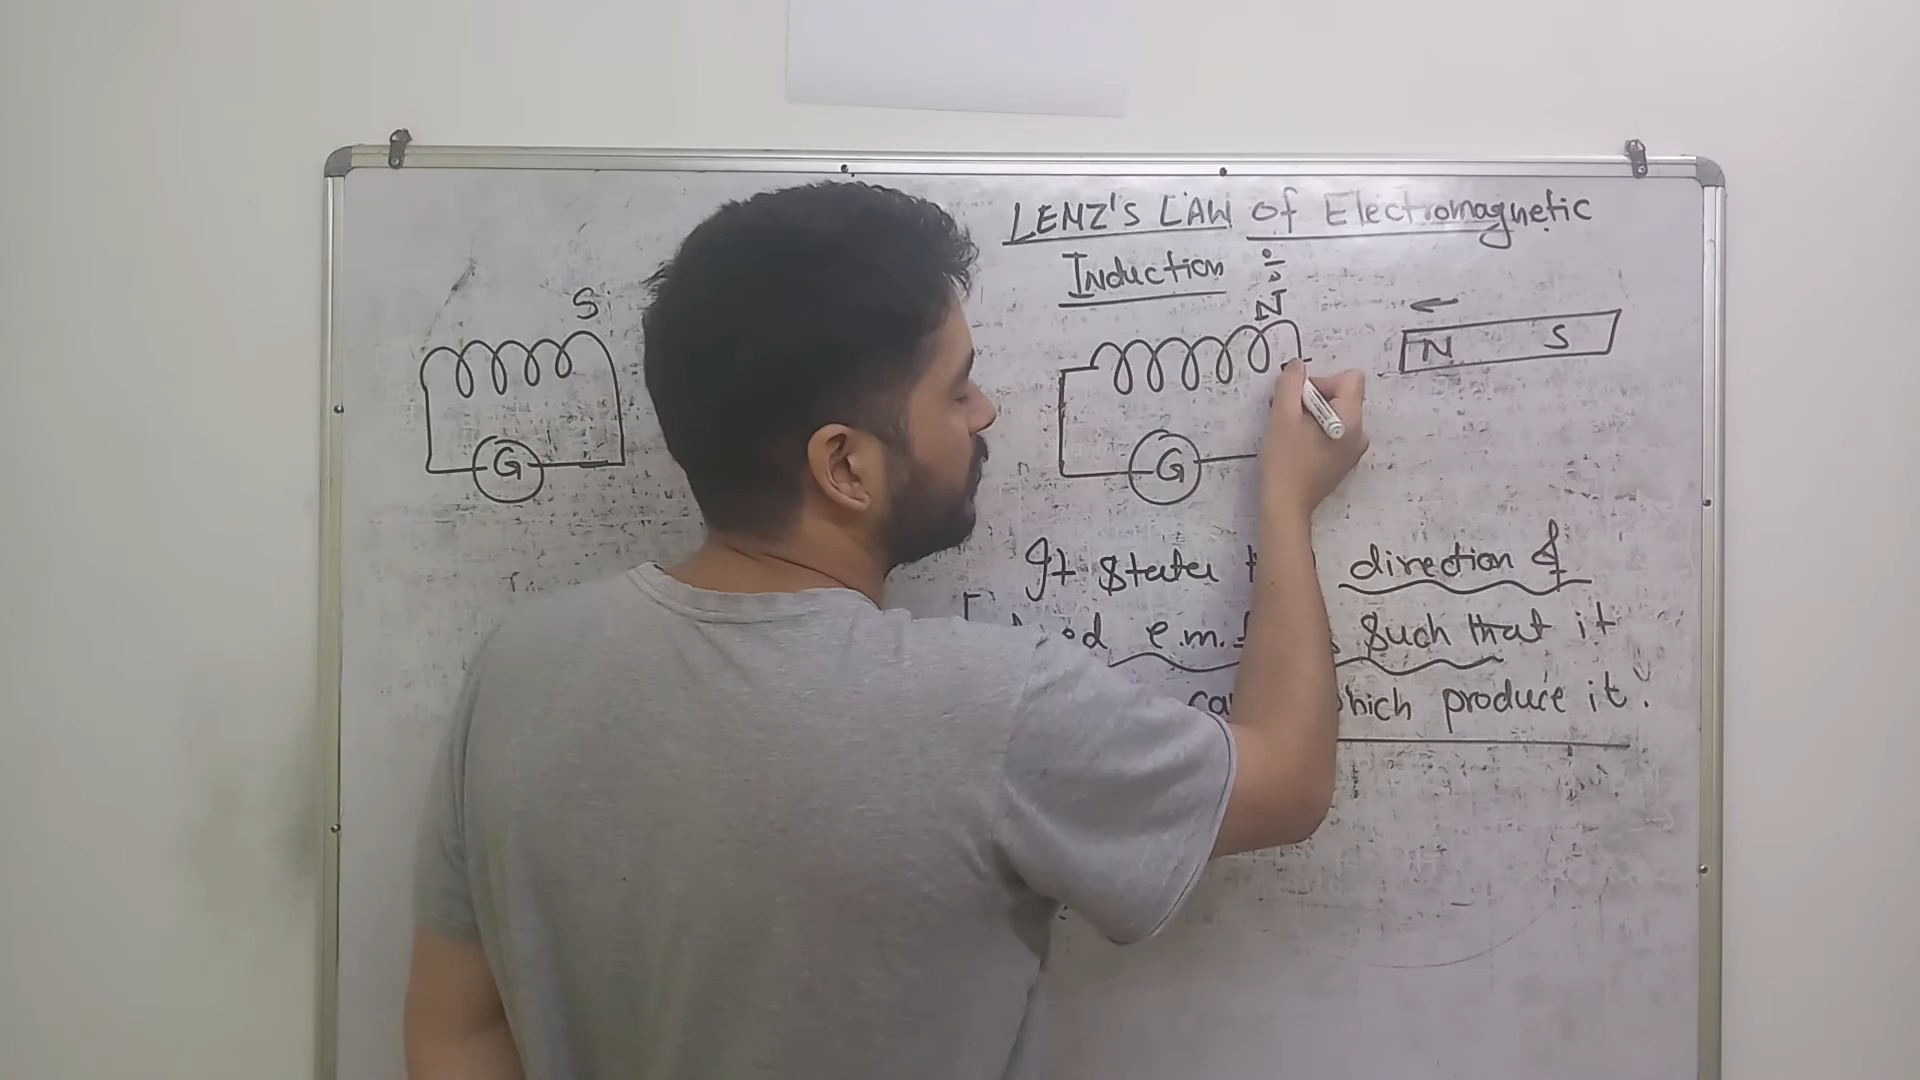 LENZ'S LAW of Electromagnetic
Induction ÷
S
N
N S
G
G
It states direction of
e.m. such that it
which produce it.